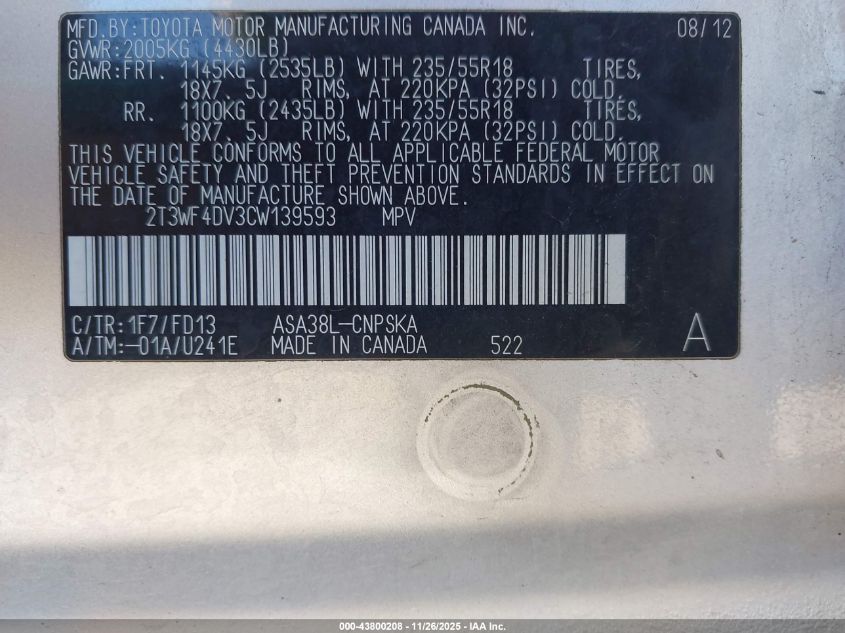 MFD. BY: TOYOTA MOTOR MANUFACTURING CANADA INC. 08/12
GVWR: 2005KG (4430LB)
GAWR: FRT. 1145KG (2535LB) WITH 235/55R18 TIRES,
18X7. 5J RIMS, AT 220KPA (32PSI) COLD.
RR. 1100KG (2435LB) WITH 235/55R18 TIRES,
18X7. 5J RIMS, AT 220KPA (32PSI) COLD.
THIS VEHICLE CONFORMS TO ALL APPLICABLE FEDERAL MOTOR
VEHICLE SAFETY AND THEFT PREVENTION STANDARDS IN EFFECT ON
THE DATE OF MANUFACTURE SHOWN ABOVE.
2T3WF4DV3CW139593 MPV
C/TR: 1F7/FD13 ASA38L-CNPSKA
A/TM: -01A/U241E MADE IN CANADA 522 A
000-43800208 - 11/26/2025 - IAA Inc.